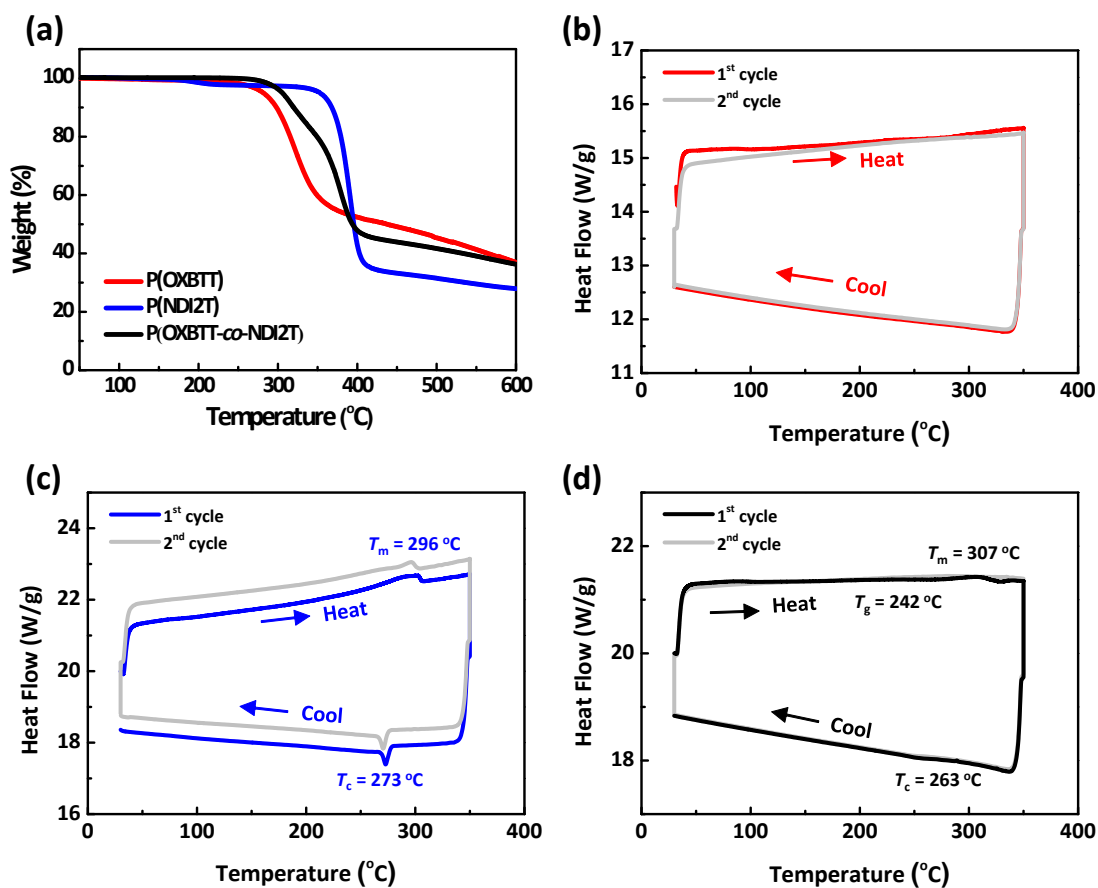 (a)
100
80
60
40
20
0
Weight (%)
P(OXBTT)
P(NDI2T)
P(OXBTT-co-NDI2T)
100 200 300 400 500 600
Temperature (°C)
(b)
17
16
15
14
13
12
11
Heat Flow (W/g)
1st cycle
2nd cycle
Heat
Cool
0 100 200 300 400
Temperature (°C)
(c)
24
22
20
18
16
Heat Flow (W/g)
1st cycle
2nd cycle
Tm = 296 °C
Heat
Cool
Tc = 273 °C
0 100 200 300 400
Temperature (°C)
(d)
22
21
20
18
Heat Flow (W/g)
1st cycle
2nd cycle
Tm = 307 °C
Heat
Tg = 242 °C
Cool
Tc = 263 °C
0 100 200 300 400
Temperature (°C)